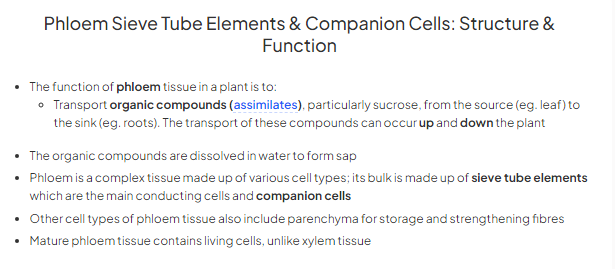 Phloem Sieve Tube Elements & Companion Cells: Structure &
Function
• The function of phloem tissue in a plant is to:
○ Transport organic compounds (assimilates), particularly sucrose, from the source (eg. leaf) to
the sink (eg. roots). The transport of these compounds can occur up and down the plant
• The organic compounds are dissolved in water to form sap
• Phloem is a complex tissue made up of various cell types; its bulk is made up of sieve tube elements
which are the main conducting cells and companion cells
• Other cell types of phloem tissue also include parenchyma for storage and strengthening fibres
• Mature phloem tissue contains living cells, unlike xylem tissue